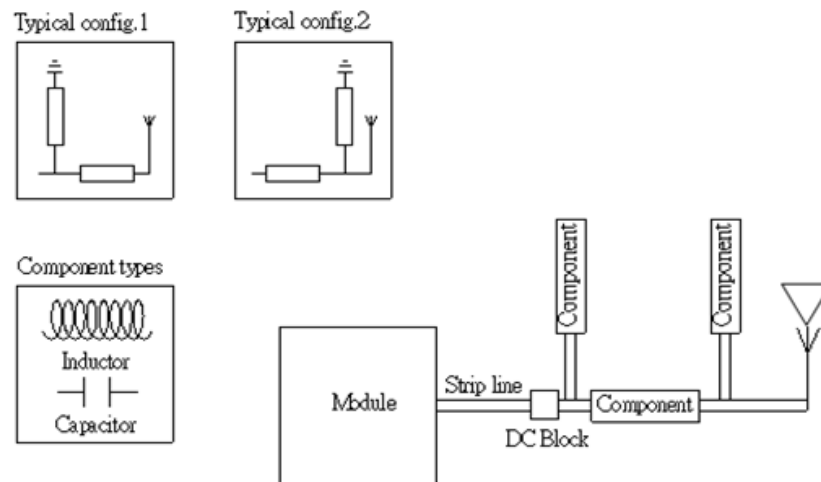 Typical config.1
Typical config.2
Component types
Inductor
Capacitor
Module
Strip line
DC Block
Component
Component
Component